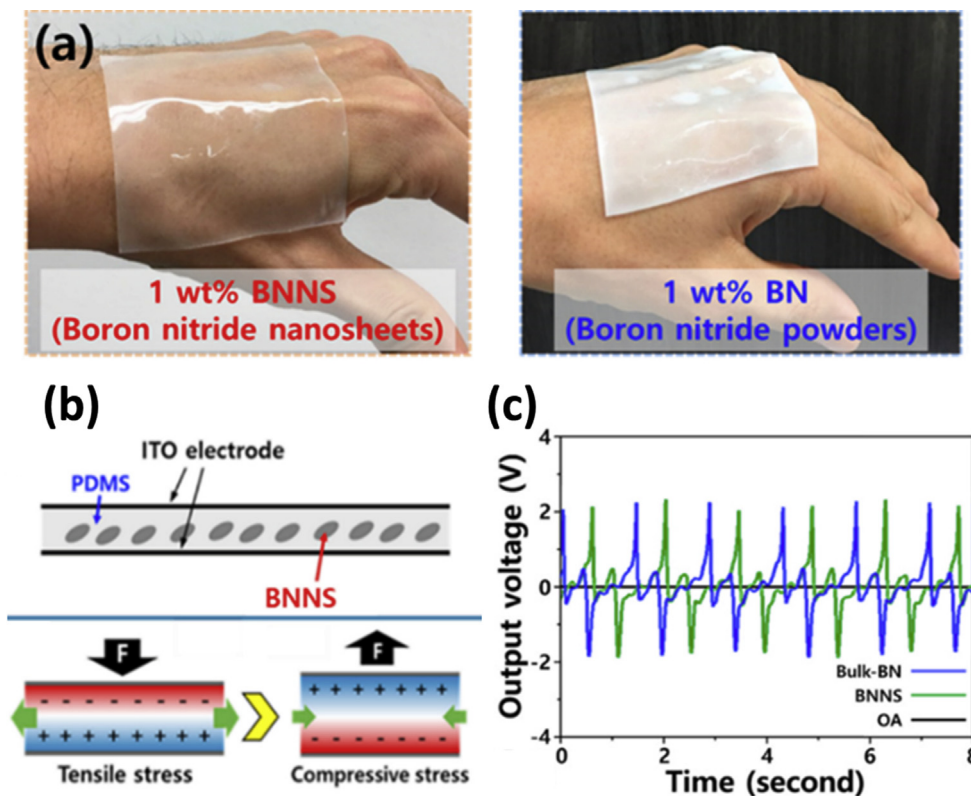 (a)
1 wt% BNNS
(Boron nitride nanosheets)
1 wt% BN
(Boron nitride powders)
(b)
ITO electrode
PDMS
BNNS
F
F
- - - - - - - -
+ + + + + + + +
+ + + + + + +
- - - - - - -
Tensile stress
Compressive stress
(c)
Output voltage (V)
4
2
0
-2
-4
Bulk-BN
BNNS
OA
0
2
4
6
8
Time (second)